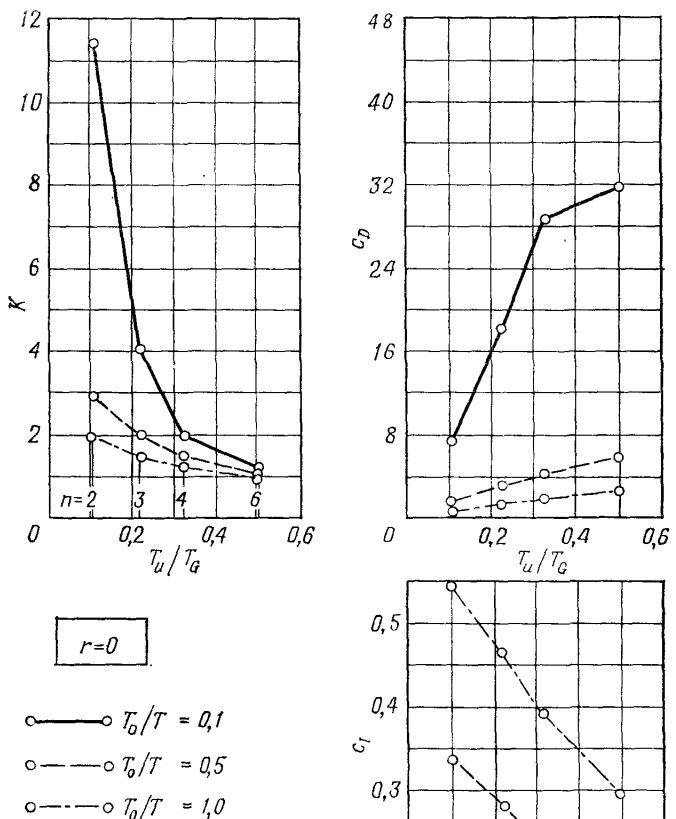 12
10
8
6
4
2
0
K
n=2
3
4
6
0,2
0,4
0,6
T_u/T_G
48
40
32
24
16
8
0
c_D
0,2
0,4
0,6
T_u/T_G
r=0
T_0/T = 0,1
T_0/T = 0,5
T_0/T = 1,0
0,5
0,4
0,3
c_I